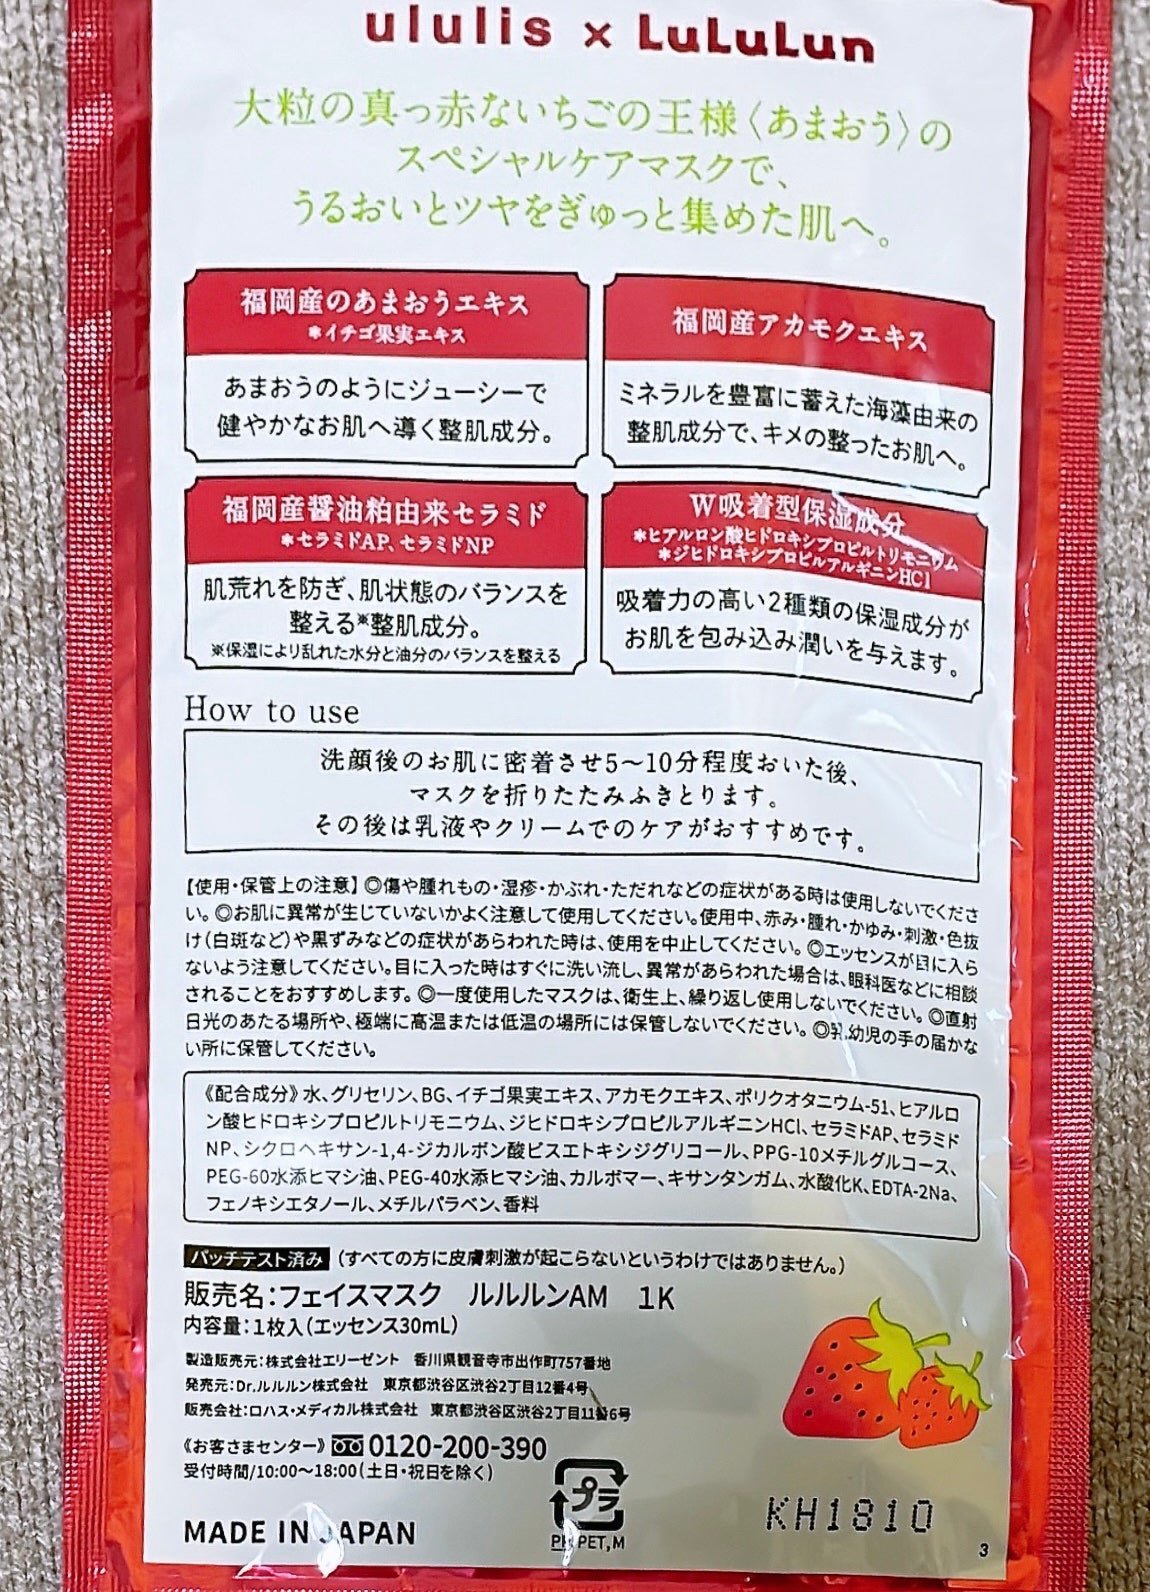 ululis × LuLuLun
大粒の真っ赤ないちごの王様〈あまおう〉の
スペシャルケアマスクで、
うるおいとツヤをぎゅっと集めた肌へ。
福岡産のあまおうエキス
*イチゴ果実エキス
あまおうのようにジューシーで
健やかなお肌へ導く整肌成分。
福岡産アカモクエキス
ミネラルを豊富に蓄えた海藻由来の
整肌成分で、キメの整ったお肌へ。
福岡産醤油粕由来セラミド
*セラミドAP、セラミドNP
肌荒れを防ぎ、肌状態のバランスを
整える※整肌成分。
※保湿により乱れた水分と油分のバランスを整える
W吸着型保湿成分
*ヒアルロン酸ヒドロキシプロピルトリモニウム
*ジヒドロキシプロピルアルギニンHCl
吸着力の高い2種類の保湿成分が
お肌を包み込み潤いを与えます。
How to use
洗顔後のお肌に密着させ5〜10分程度おいた後、
マスクを折りたたみふきとります。
その後は乳液やクリームでのケアがおすすめです。
【使用・保管上の注意】◎傷や腫れもの・湿疹・かぶれ・ただれなどの症状がある時は使用しないでくださ
い。◎お肌に異常が生じていないかよく注意して使用してください。使用中、赤み・腫れ・かゆみ・刺激・色抜
け(白斑など)や黒ずみなどの症状があらわれた時は、使用を中止してください。◎エッセンスが目に入ら
ないよう注意してください。目に入った時はすぐに洗い流し、異常があらわれた場合は、眼科医などに相談
されることをおすすめします。◎一度使用したマスクは、衛生上、繰り返し使用しないでください。◎直射
日光のあたる場所や、極端に高温または低温の場所には保管しないでください。◎乳幼児の手の届かな
い所に保管してください。
《配合成分》水、グリセリン、BG、イチゴ果実エキス、アカモクエキス、ポリクオタニウム-51、ヒアルロ
ン酸ヒドロキシプロピルトリモニウム、ジヒドロキシプロピルアルギニンHCl、セラミドAP、セラミド
NP、シクロヘキサン-1,4-ジカルボン酸ビスエトキシジグリコール、PPG-10メチルグルコース、
PEG-60水添ヒマシ油、PEG-40水添ヒマシ油、カルボマー、キサンタンガム、水酸化K、EDTA-2Na、
フェノキシエタノール、メチルパラベン、香料
パッチテスト済み (すべての方に皮膚刺激が起こらないというわけではありません。)
販売名：フェイスマスク ルルルンAM 1K
内容量：1枚入(エッセンス30mL)
製造販売元：株式会社エリーゼント 香川県観音寺市出作町757番地
発売元：Dr.ルルルン株式会社 東京都渋谷区渋谷2丁目12番4号
販売会社：ロハス・メディカル株式会社 東京都渋谷区渋谷2丁目11番6号
《お客さまセンター》 0120-200-390
受付時間/10:00〜18:00(土日・祝日を除く)
プラ
PE,PET,M
MADE IN JAPAN
KH1810
3